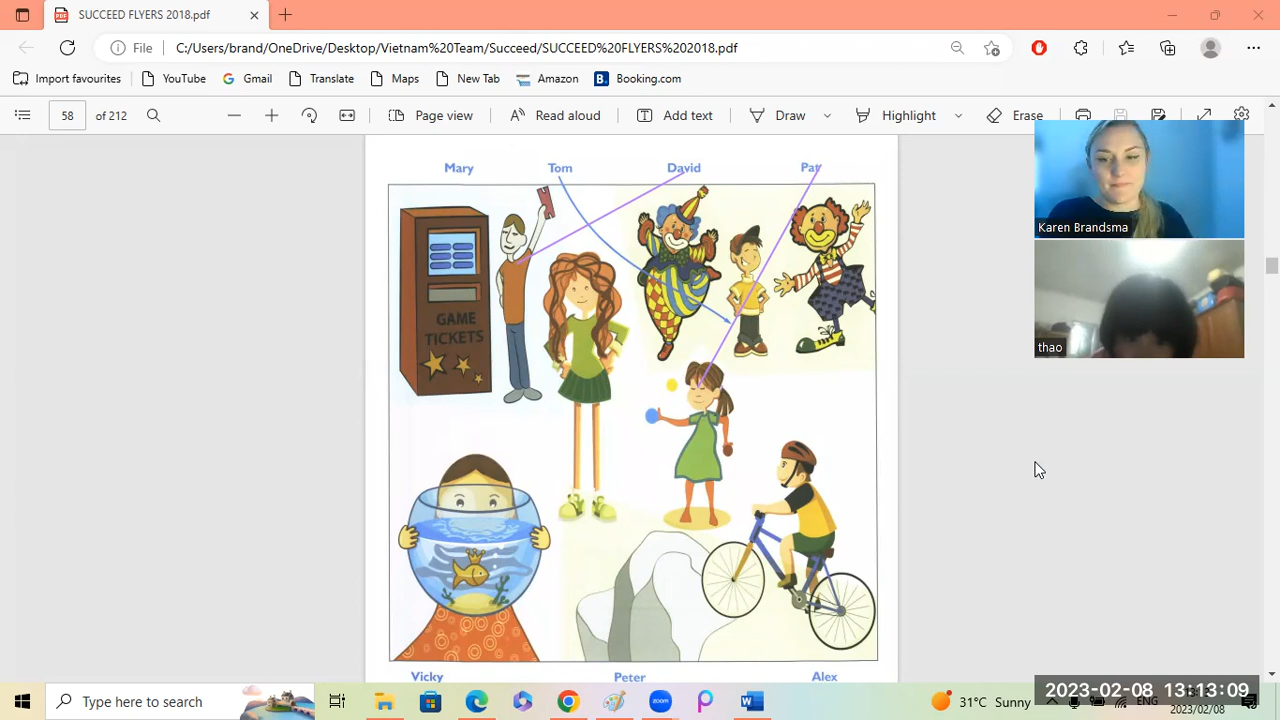 SUCCEED FLYERS 2018.pdf
File C:/Users/brand/OneDrive/Desktop/Vietnam%20Team/Succeed/SUCCEED%20FLYERS%202018.pdf
Import favourites YouTube Gmail Translate Maps New Tab Amazon Booking.com
58 of 212 Page view Read aloud Add text Draw Highlight Erase
Mary Tom David Pat
GAME
TICKETS
Karen Brandsma
thao
Vicky Peter Alex
Type here to search
31°C Sunny
ENG
2023-02-08 13:13:09
2023/02/08